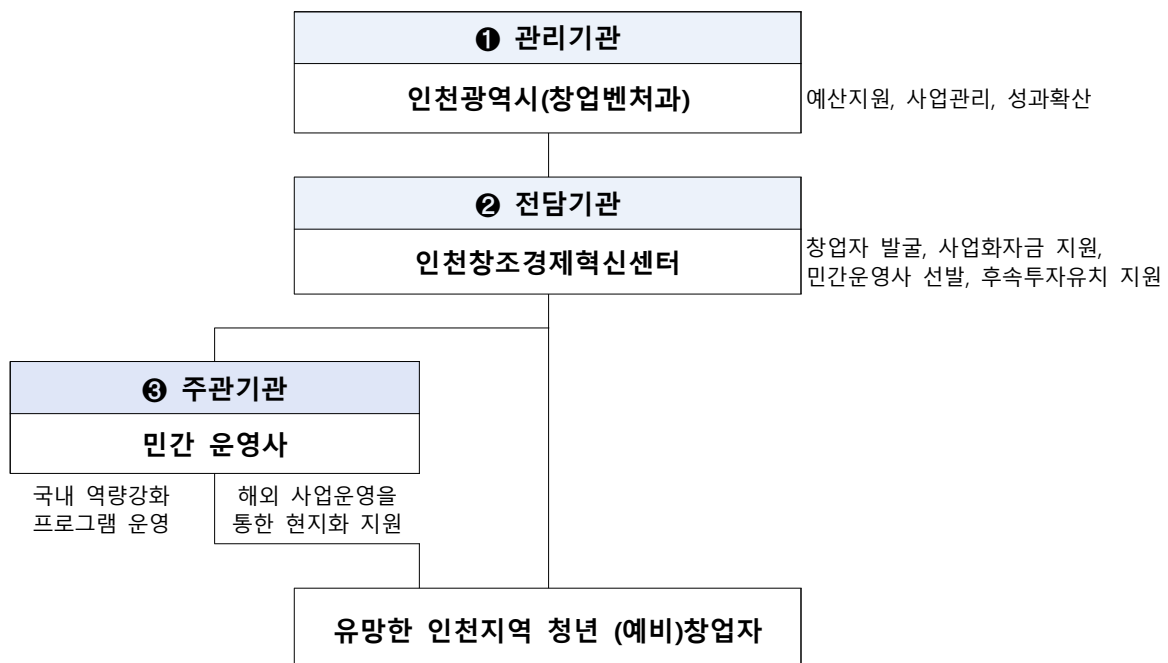 ❶ 관리기관
인천광역시(창업벤처과)
예산지원, 사업관리, 성과확산
❷ 전담기관
인천창조경제혁신센터
창업자 발굴, 사업화자금 지원,
민간운영사 선발, 후속투자유치 지원
❸ 주관기관
민간 운영사
국내 역량강화
프로그램 운영
해외 사업운영을
통한 현지화 지원
유망한 인천지역 청년 (예비)창업자